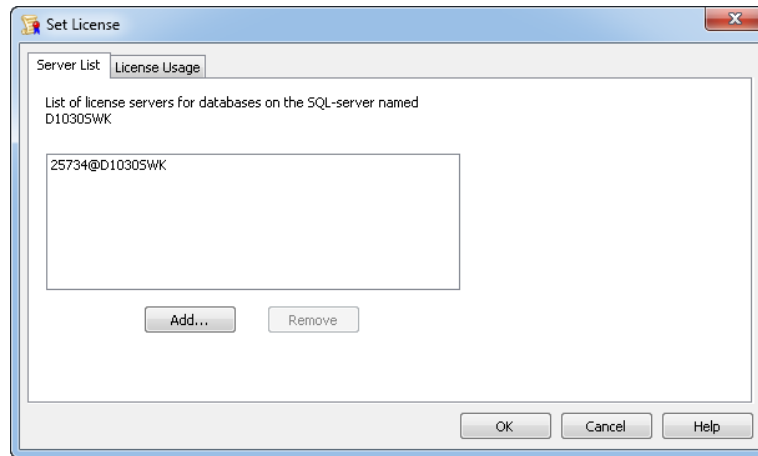 Set License
Server List License Usage
List of license servers for databases on the SQL-server named
D1030SWK
25734@D1030SWK
Add... Remove
OK Cancel Help